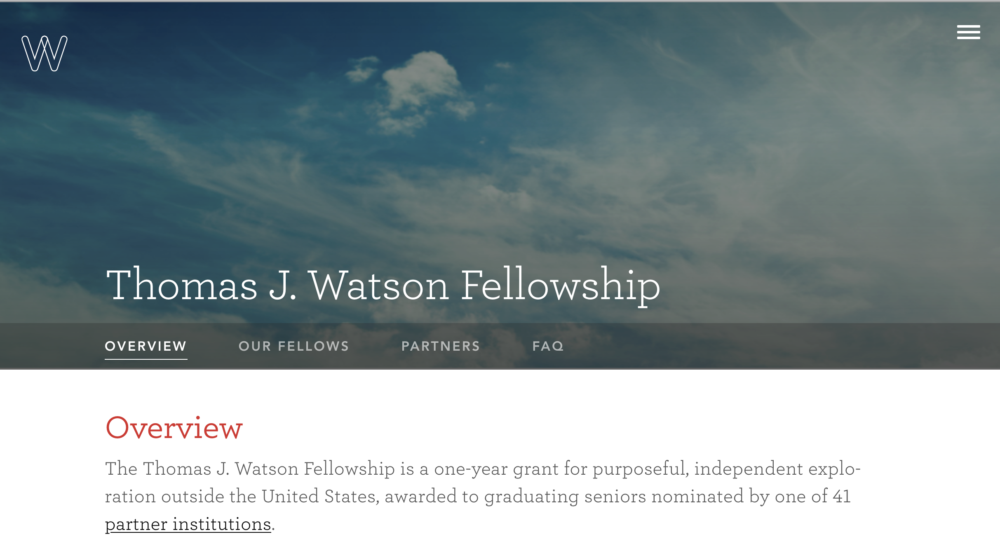 W
Thomas J. Watson Fellowship
OVERVIEW OUR FELLOWS PARTNERS FAQ
Overview
The Thomas J. Watson Fellowship is a one-year grant for purposeful, independent explo-
ration outside the United States, awarded to graduating seniors nominated by one of 41
partner institutions.